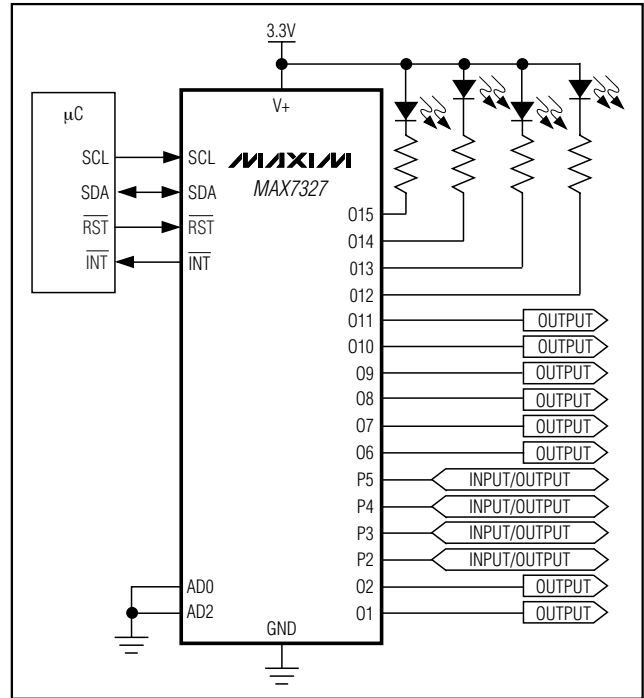 3.3V
μC
V+
SCL
SCL
MAXIM
SDA
SDA
MAX7327
RST
RST
INT
INT
O15
O14
O13
O12
O11
OUTPUT
O10
OUTPUT
O9
OUTPUT
O8
OUTPUT
O7
OUTPUT
O6
OUTPUT
P5
INPUT/OUTPUT
P4
INPUT/OUTPUT
P3
INPUT/OUTPUT
P2
INPUT/OUTPUT
AD0
O2
OUTPUT
AD2
O1
OUTPUT
GND